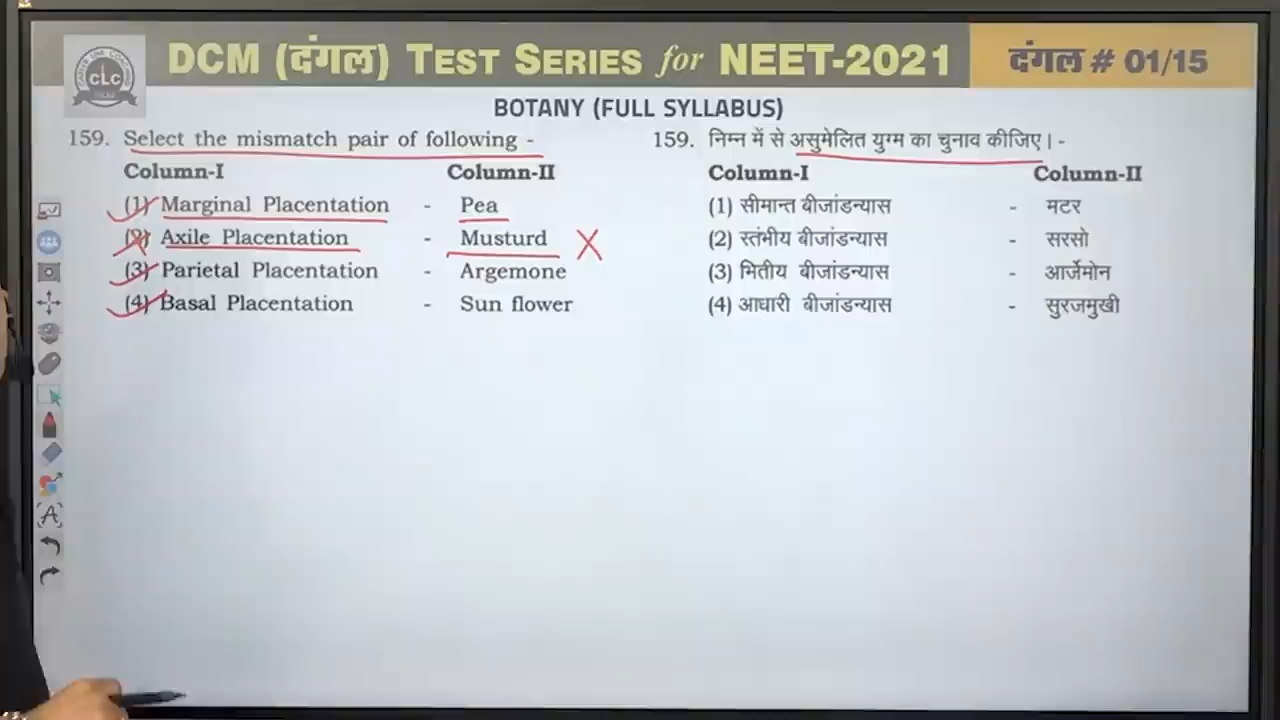 DCM (दंगल) TEST SERIES for NEET-2021
दंगल # 01/15
CLC
BOTANY (FULL SYLLABUS)
159. Select the mismatch pair of following -
Column-I Column-II
(1) Marginal Placentation - Pea
(2) Axile Placentation - Musturd
(3) Parietal Placentation - Argemone
(4) Basal Placentation - Sun flower
159. निम्न में से असुमेलित युग्म का चुनाव कीजिए। -
Column-I Column-II
(1) सीमान्त बीजांडन्यास - मटर
(2) स्तंभीय बीजांडन्यास - सरसो
(3) भितीय बीजांडन्यास - आर्जेमोन
(4) आधारी बीजांडन्यास - सुरजमुखी